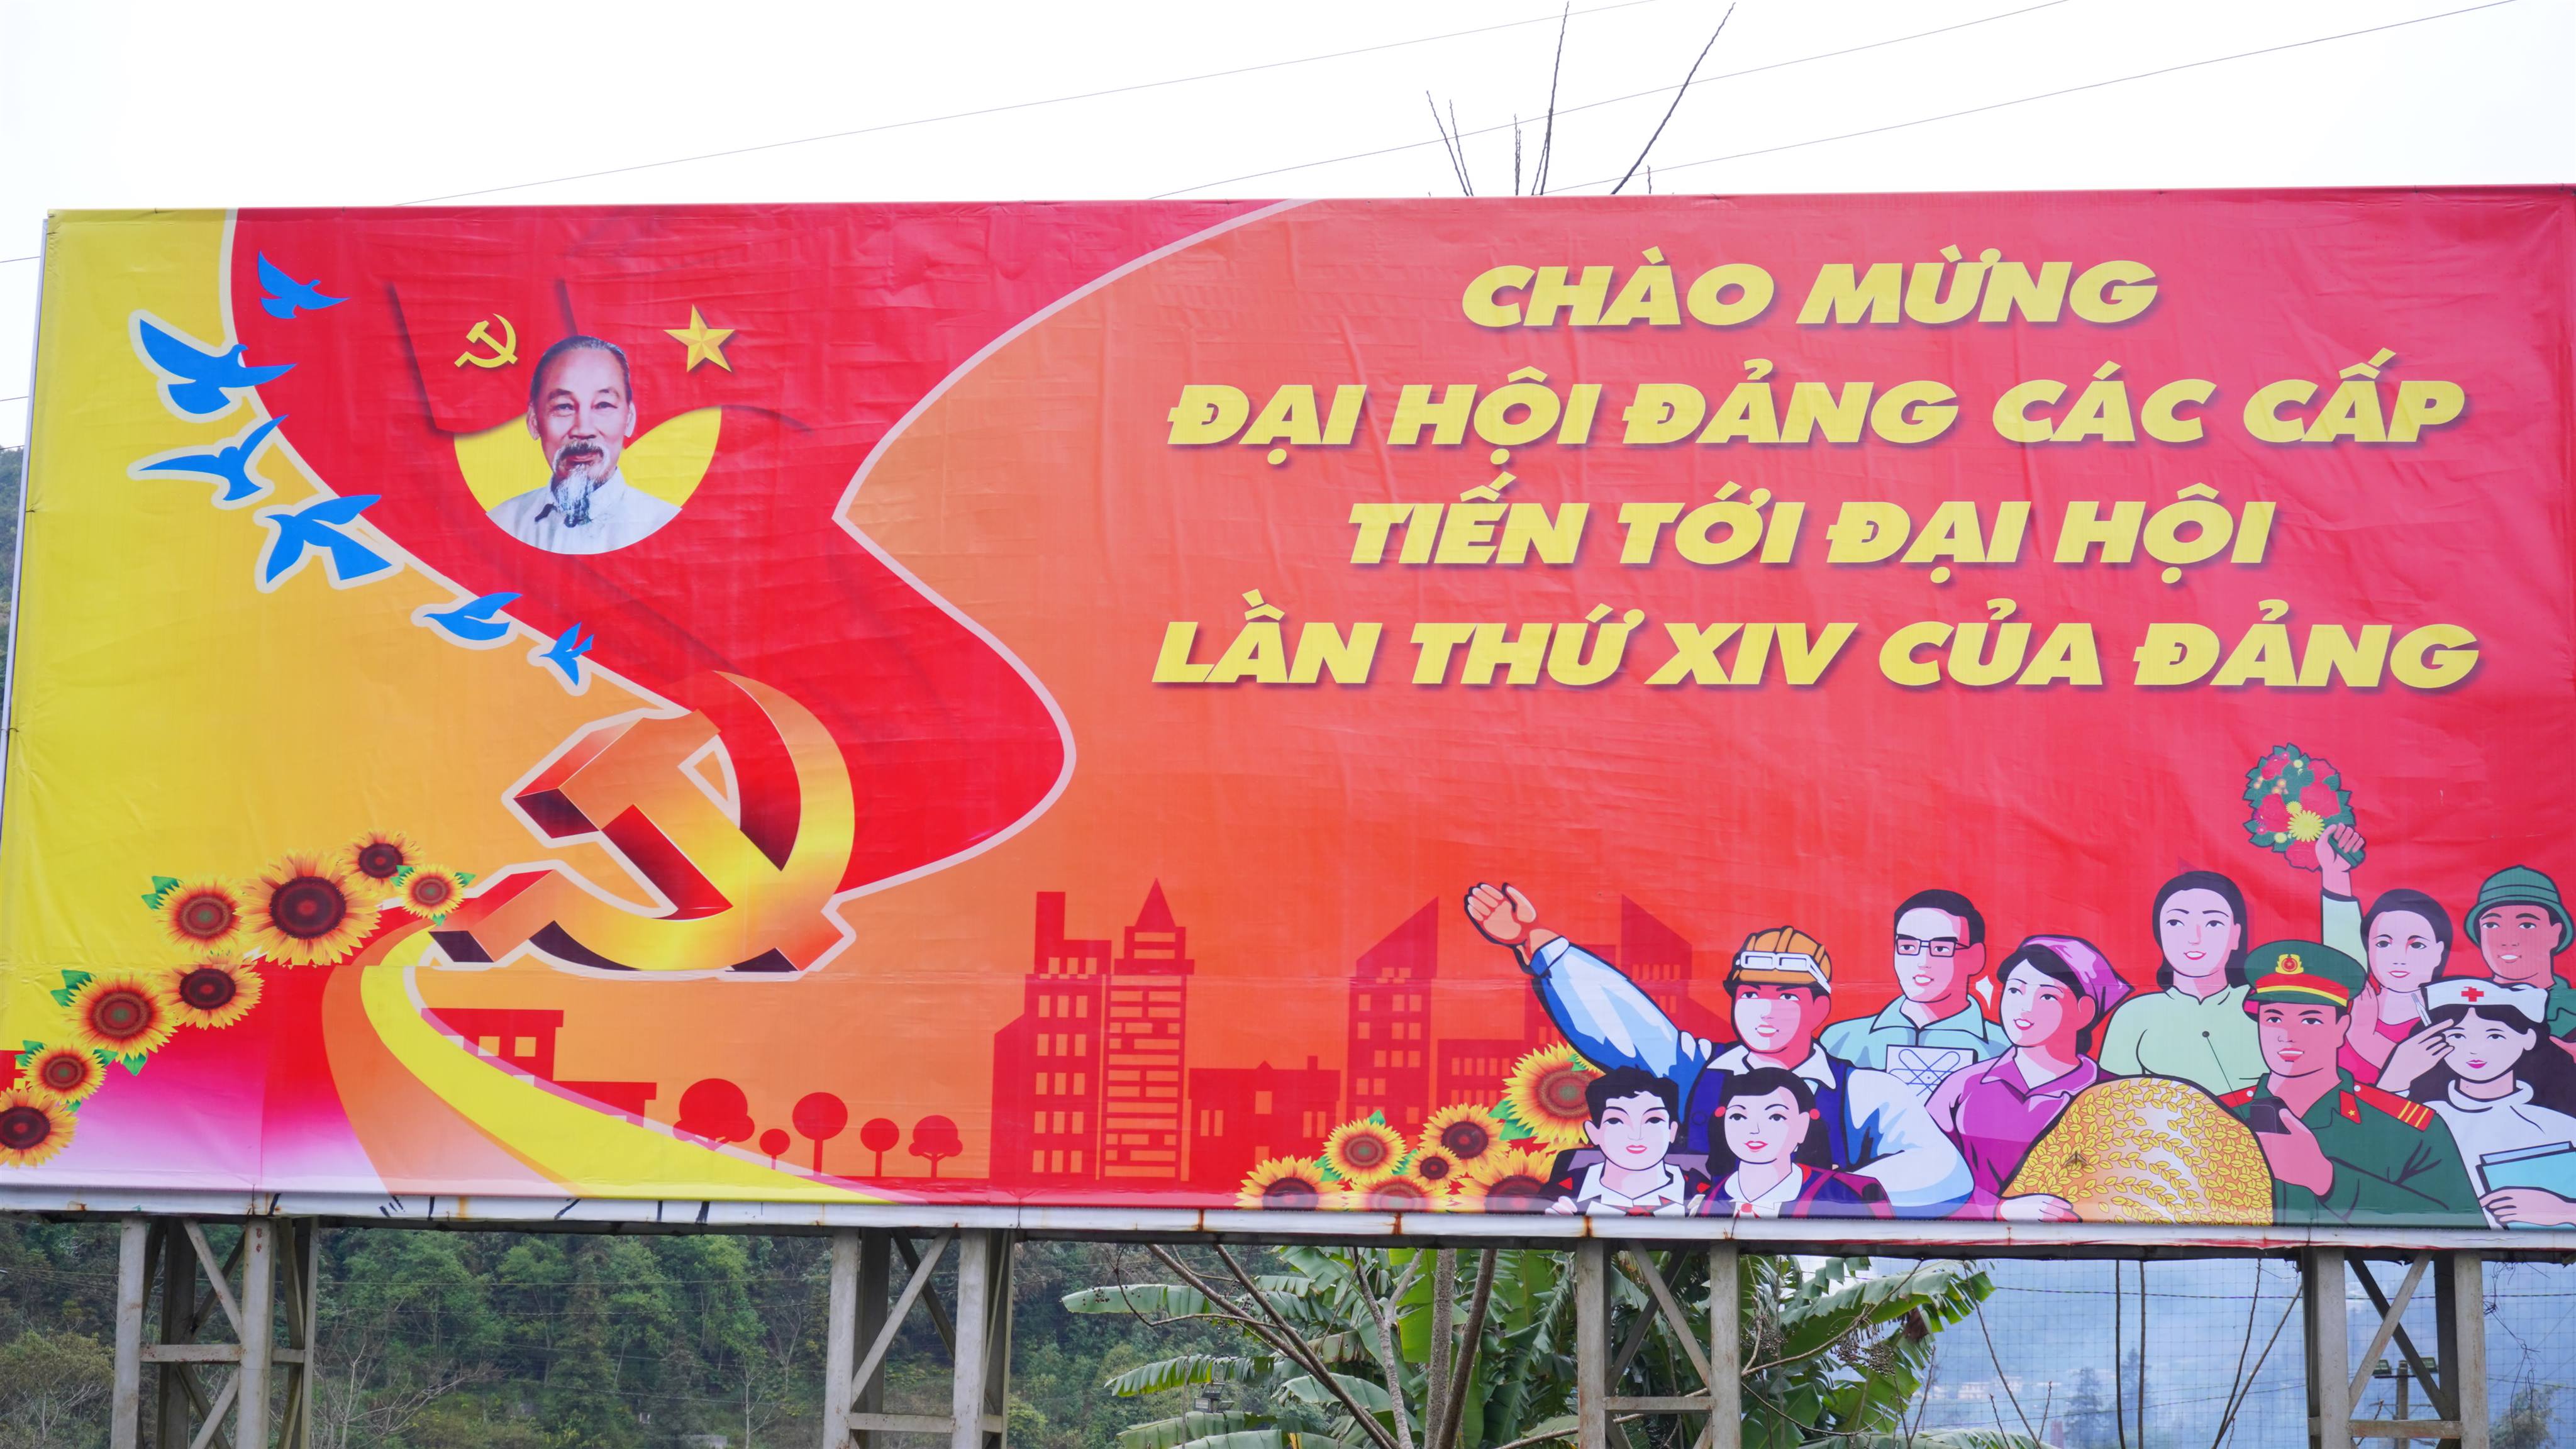 CHÀO MỪNG
ĐẠI HỘI ĐẢNG CÁC CẤP
TIẾN TỚI ĐẠI HỘI
LẦN THỨ XIV CỦA ĐẢNG